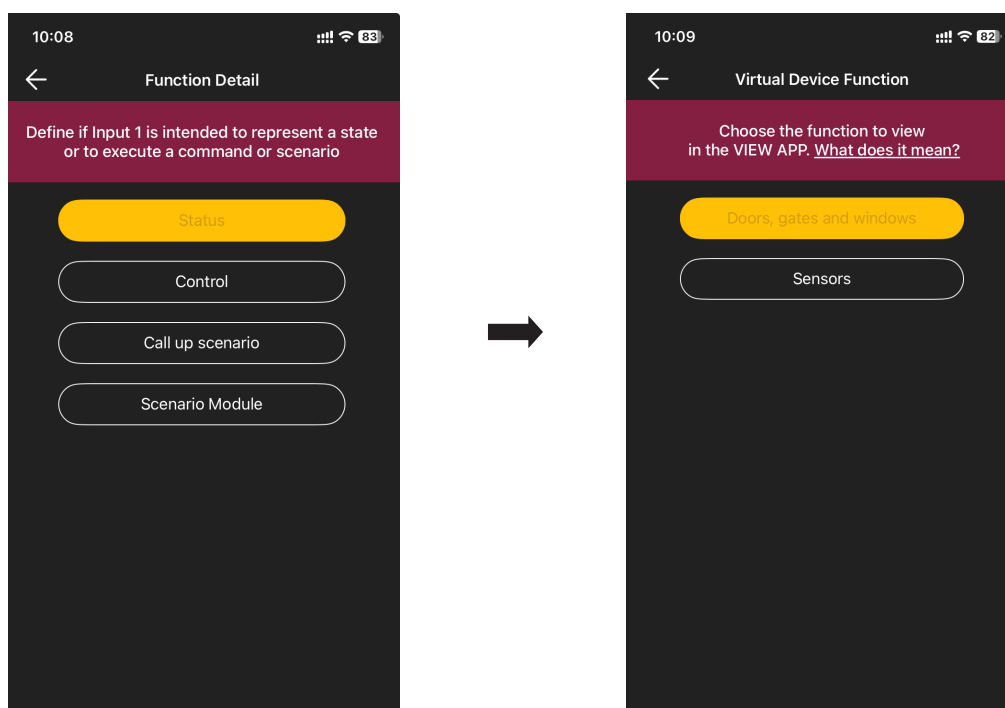 10:08
83
Function Detail
Define if Input 1 is intended to represent a state
or to execute a command or scenario
Status
Control
Call up scenario
Scenario Module
10:09
82
Virtual Device Function
Choose the function to view
in the VIEW APP. What does it mean?
Doors, gates and windows
Sensors